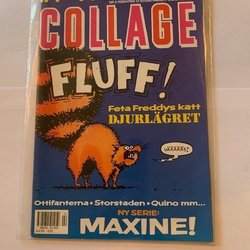 COLLAGE
FLUFF!
Feta Freddys katt
DJURLÄGRET
Ottifanterna • Storstaden • Quino mm...
NY SERIE:
MAXINE!